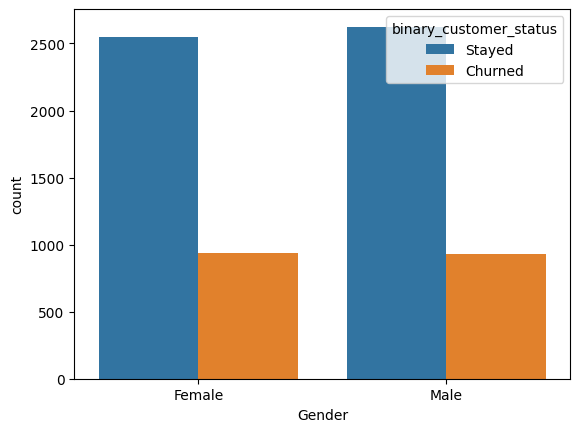 binary_customer_status
Stayed
Churned
2500
2000
1500
1000
500
0
count
Female
Male
Gender